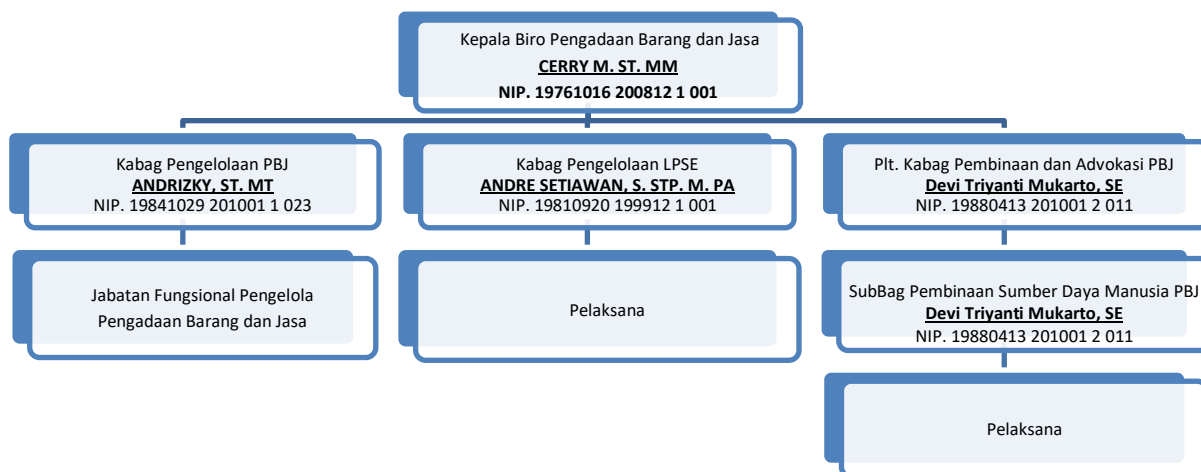 Kepala Biro Pengadaan Barang dan Jasa
CERRY M. ST. MM
NIP. 19761016 200812 1 001
Kabag Pengelolaan PBJ
ANDRIZKY, ST. MT
NIP. 19841029 201001 1 023
Kabag Pengelolaan LPSE
ANDRE SETIAWAN, S. STP. M. PA
NIP. 19810920 199912 1 001
Plt. Kabag Pembinaan dan Advokasi PBJ
Devi Triyanti Mukarto, SE
NIP. 19880413 201001 2 011
Jabatan Fungsional Pengelola
Pengadaan Barang dan Jasa
Pelaksana
SubBag Pembinaan Sumber Daya Manusia PBJ
Devi Triyanti Mukarto, SE
NIP. 19880413 201001 2 011
Pelaksana